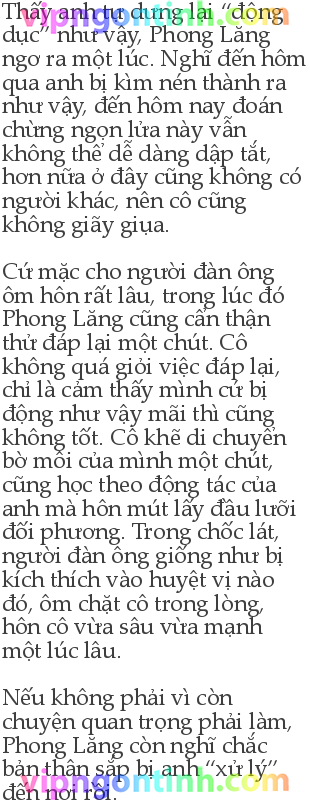 vipngontinh.com
Thấy anh tự dưng lại “động
dục” như vậy, Phong Lăng
ngơ ra một lúc. Nghĩ đến hôm
qua anh bị kìm nén thành ra
như vậy, đến hôm nay đoán
chừng ngọn lửa này vẫn
không thể dễ dàng dập tắt,
hơn nữa ở đây cũng không có
người khác, nên cô cũng
không giãy giụa.
Cứ mặc cho người đàn ông
ôm hôn rất lâu, trong lúc đó
Phong Lăng cũng cẩn thận
thử đáp lại một chút. Cô
không quá giỏi việc đáp lại,
chỉ là cảm thấy mình cứ bị
động như vậy mãi thì cũng
không tốt. Cô khẽ di chuyển
bờ môi của mình một chút,
cũng học theo động tác của
anh mà hôn mút lấy đầu lưỡi
đối phương. Trong chốc lát,
người đàn ông giống như bị
kích thích vào huyệt vị nào
đó, ôm chặt cô trong lòng,
hôn cô vừa sâu vừa mạnh
một lúc lâu.
Nếu không phải vì còn
chuyện quan trọng phải làm,
Phong Lăng còn nghĩ chắc
bản thân sắp bị anh “xử lý”
vipngontinh.com
đến nơi rồi.